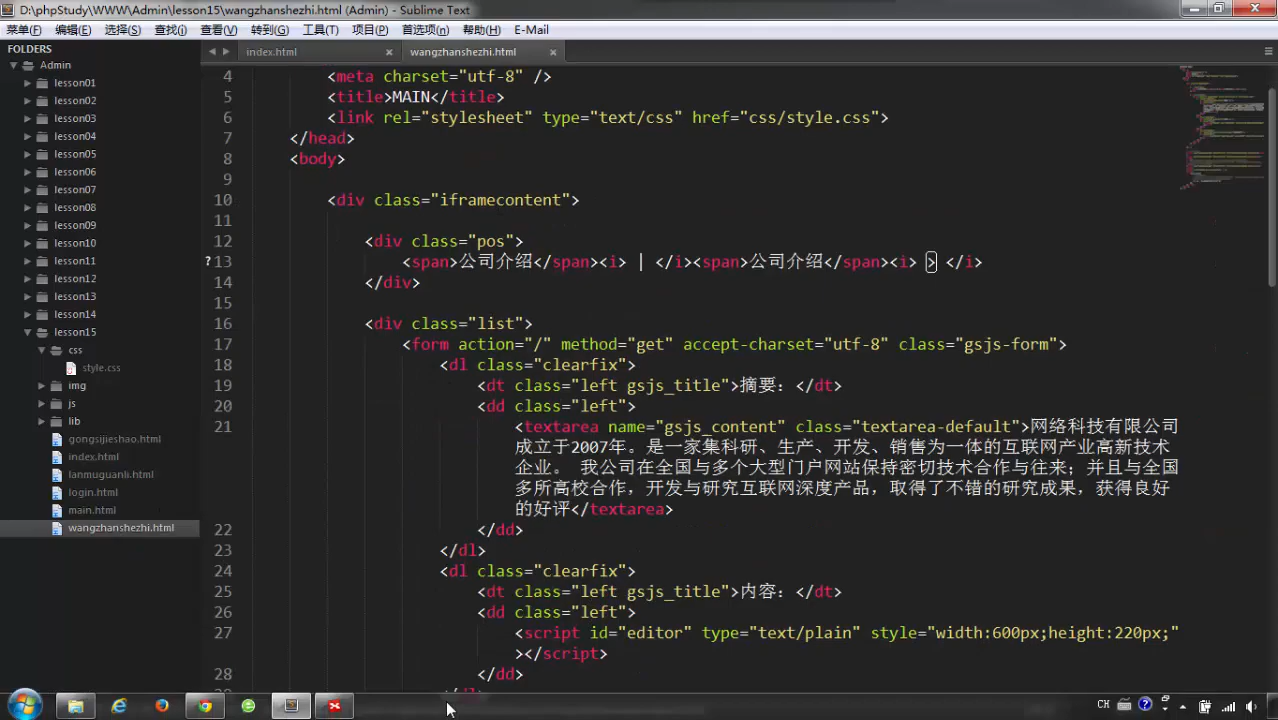 D:\phpStudy\WWW\Admin\lesson15\wangzhanshezhi.html (Admin) - Sublime Text
菜单(F) 编辑(E) 选择(S) 查找(i) 查看(V) 转到(G) 工具(T) 项目(P) 首选项(n) 帮助(H) E-Mail
FOLDERS
Admin
lesson01
lesson02
lesson03
lesson04
lesson05
lesson06
lesson07
lesson08
lesson09
lesson10
lesson11
lesson12
lesson13
lesson14
lesson15
css
style.css
img
js
lib
gongsijieshao.html
index.html
lanmuguanli.html
login.html
main.html
wangzhanshezhi.html
index.html × wangzhanshezhi.html ×
4 <meta charset="utf-8" />
5 <title>MAIN</title>
6 <link rel="stylesheet" type="text/css" href="css/style.css">
7 </head>
8 <body>
9
10 <div class="iframecontent">
11
12 <div class="pos">
?13 <span>公司介绍</span><i> | </i><span>公司介绍</span><i> > </i>
14 </div>
15
16 <div class="list">
17 <form action="/" method="get" accept-charset="utf-8" class="gsjs-form">
18 <dl class="clearfix">
19 <dt class="left gsjs_title">摘要：</dt>
20 <dd class="left">
21 <textarea name="gsjs_content" class="textarea-default">网络科技有限公司
成立于2007年。是一家集科研、生产、开发、销售为一体的互联网产业高新技术
企业。 我公司在全国与多个大型门户网站保持密切技术合作与往来；并且与全国
多所高校合作，开发与研究互联网深度产品，取得了不错的研究成果，获得良好
的好评</textarea>
22 </dd>
23 </dl>
24 <dl class="clearfix">
25 <dt class="left gsjs_title">内容：</dt>
26 <dd class="left">
27 <script id="editor" type="text/plain" style="width:600px;height:220px;"
></script>
28 </dd>
CH